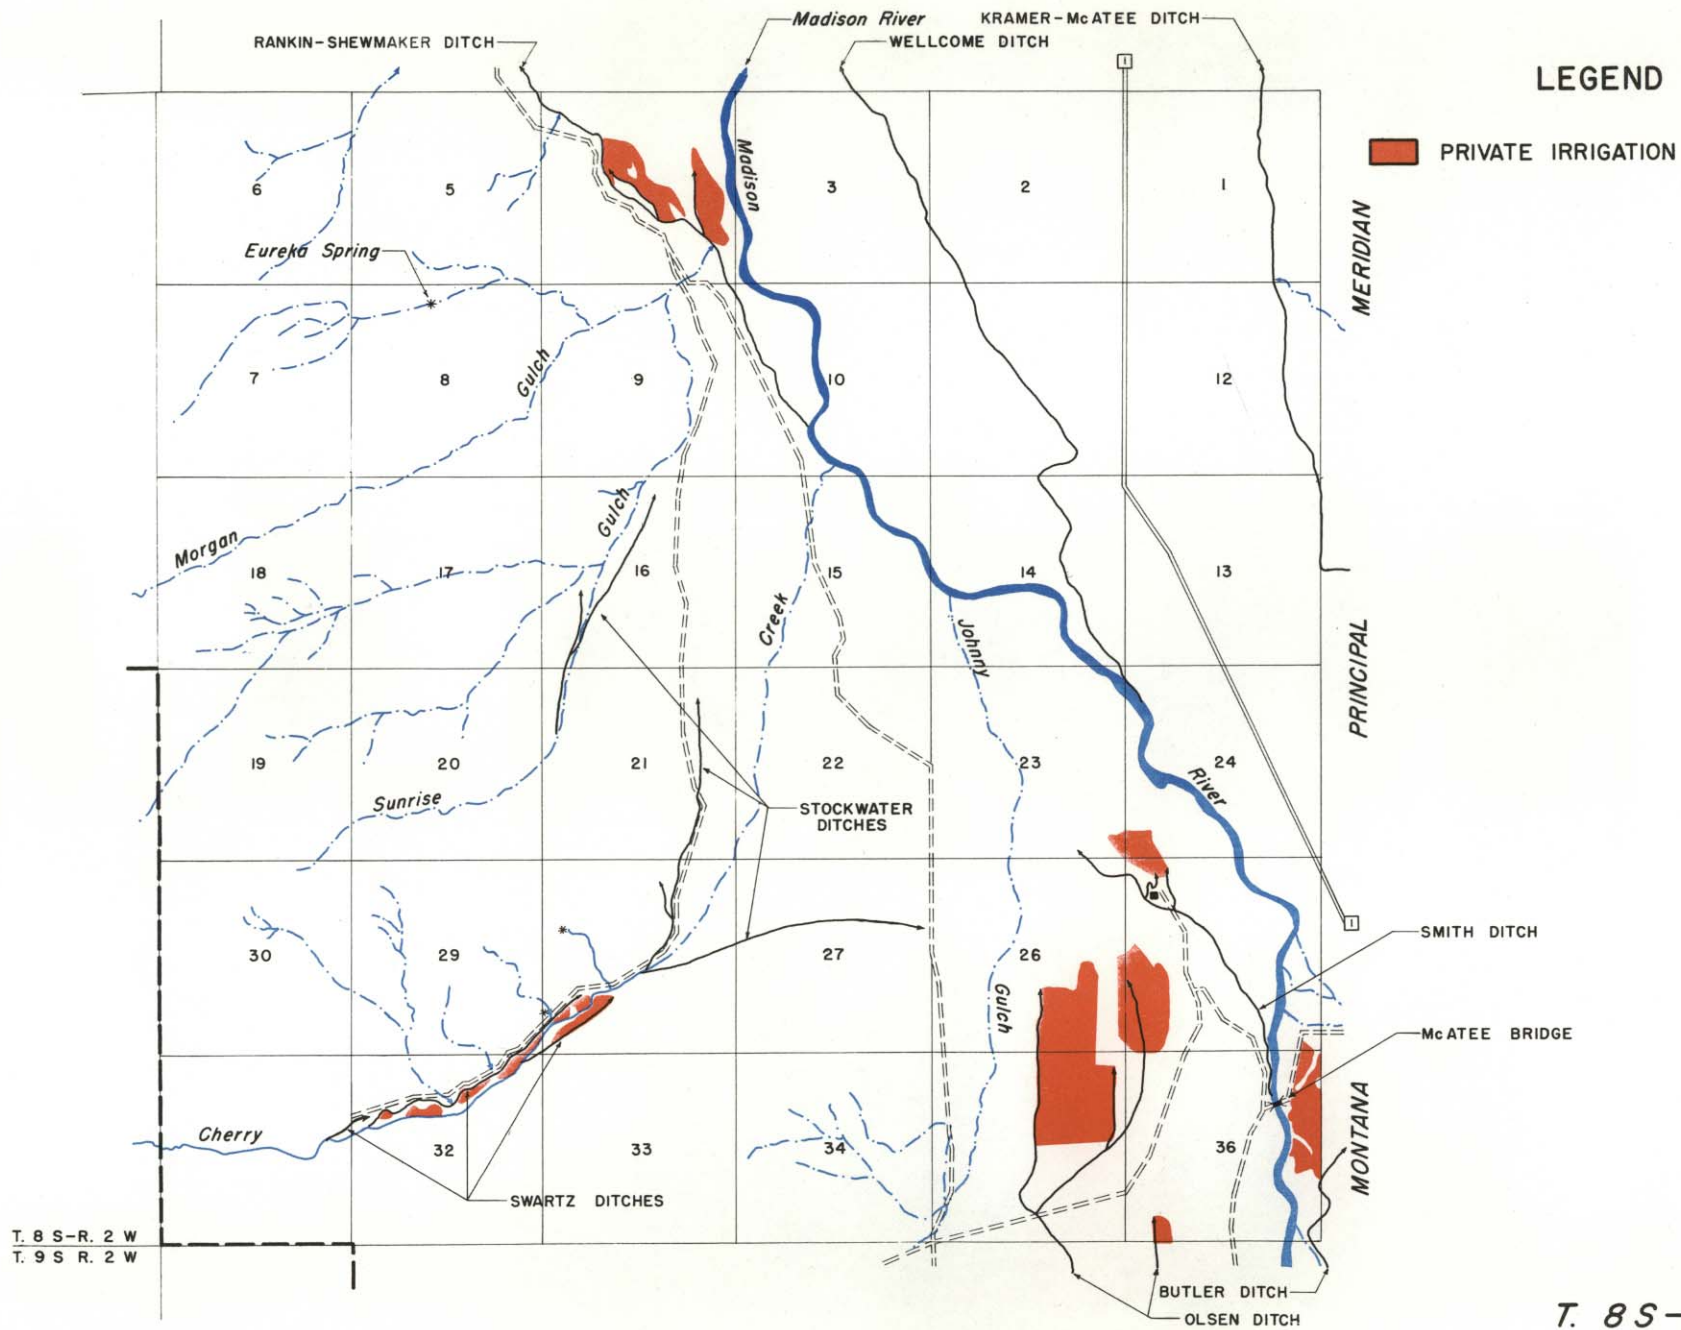 Madison River
KRAMER-McATEE DITCH
RANKIN-SHEWMAKER DITCH
WELLCOME DITCH
1
LEGEND
PRIVATE IRRIGATION
Madison
6
5
3
2
1
Eureka Spring
MERIDIAN
7
8
Gulch
9
10
12
Morgan
Gulch
18
17
16
15
14
13
Creek
Johnny
PRINCIPAL
19
20
21
22
23
24
Sunrise
River
STOCKWATER
DITCHES
1
SMITH DITCH
30
29
27
26
Gulch
McATEE BRIDGE
Cherry
32
33
34
36
MONTANA
SWARTZ DITCHES
T. 8 S-R. 2 W
T. 9 S R. 2 W
BUTLER DITCH
OLSEN DITCH
T. 8 S-